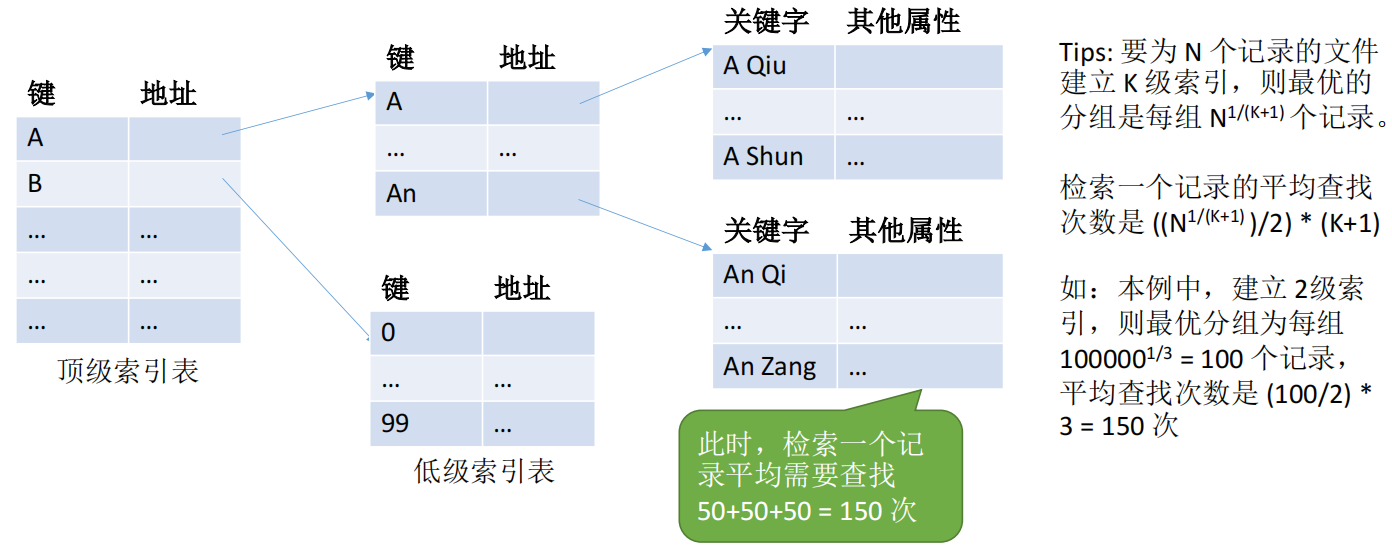 键 地址
A
B
... ...
... ...
... ...
顶级索引表
键 地址
A
... ...
An
键 地址
0
... ...
99 ...
低级索引表
关键字 其他属性
A Qiu
... ...
A Shun ...
关键字 其他属性
An Qi
... ...
An Zang ...
此时，检索一个记
录平均需要查找
50+50+50 = 150 次
Tips: 要为 N 个记录的文件
建立 K 级索引，则最优的
分组是每组 N^1/(K+1) 个记录。
检索一个记录的平均查找
次数是 ((N^1/(K+1) )/2) * (K+1)
如：本例中，建立 2级索
引，则最优分组为每组
100000^1/3 = 100 个记录，
平均查找次数是 (100/2) *
3 = 150 次